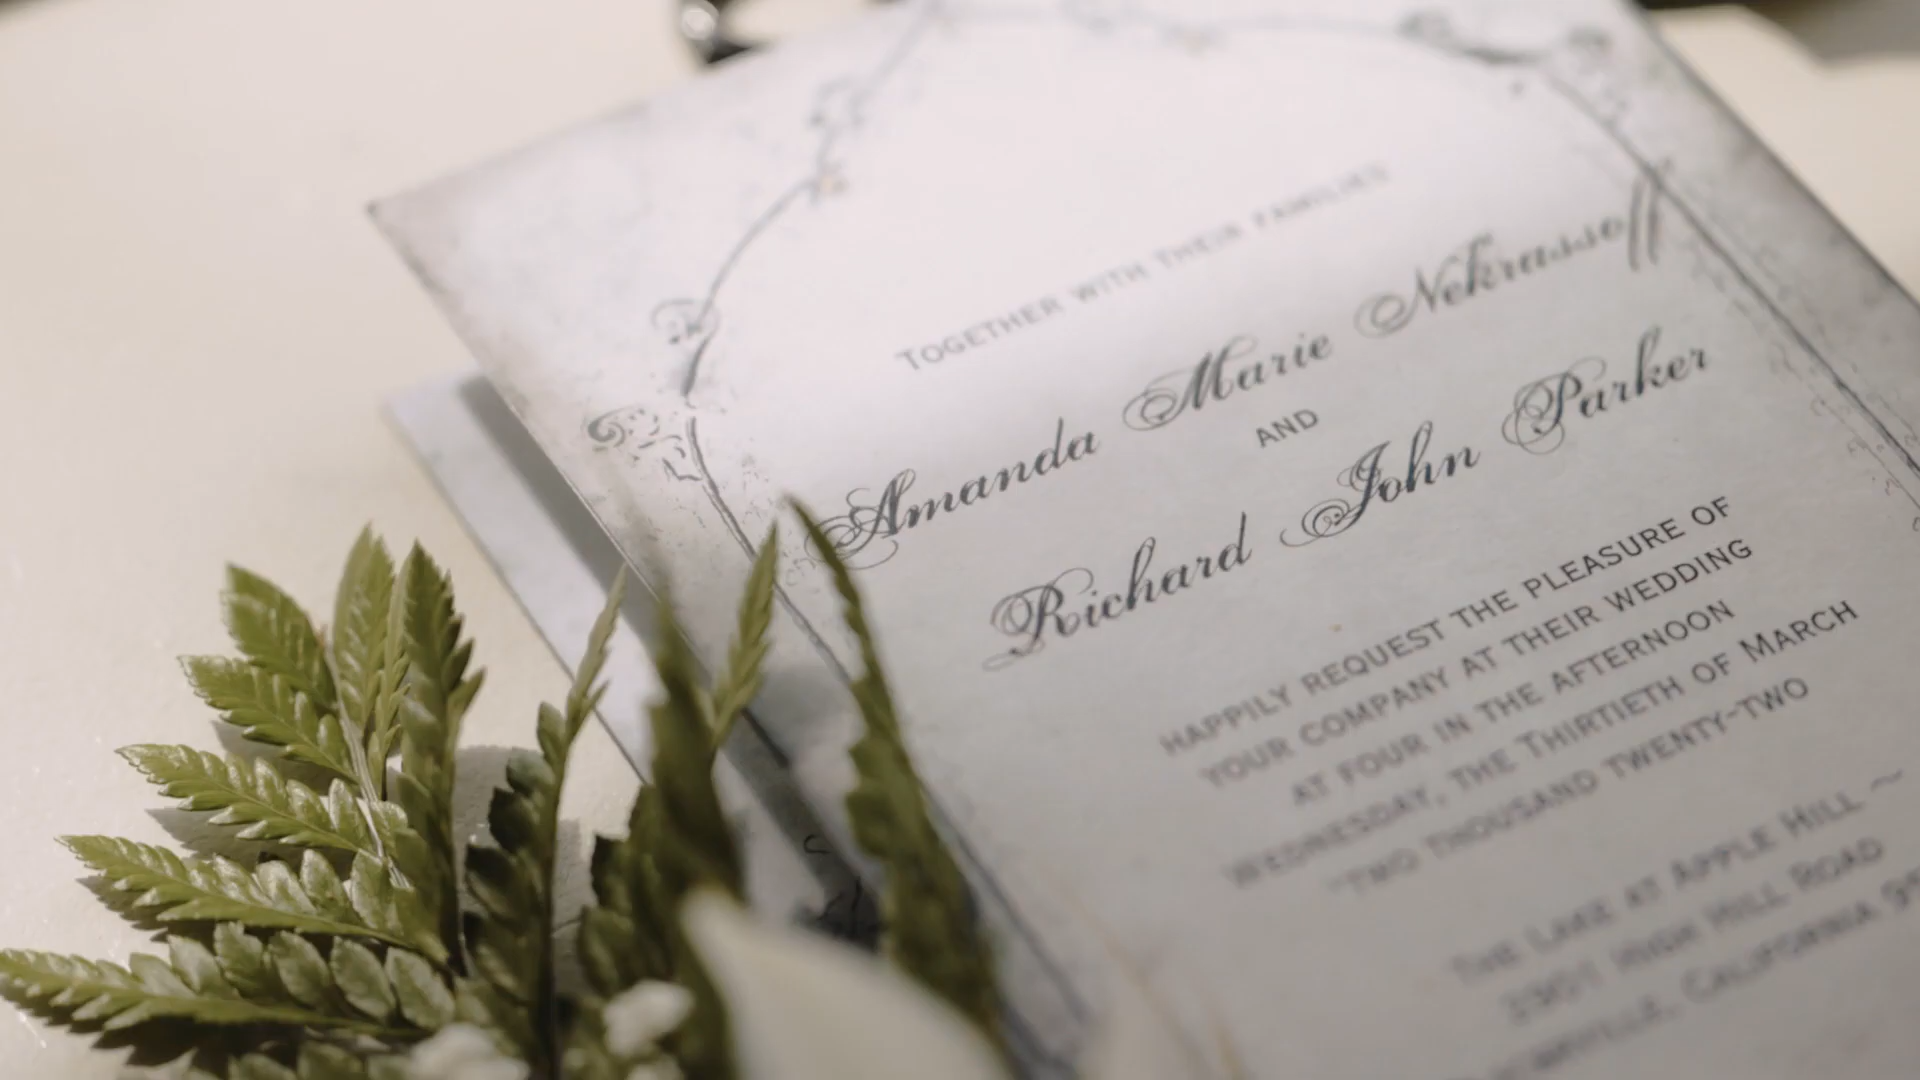 TOGETHER WITH THEIR FAMILIES
Amanda Marie Nekrassoff
AND
Richard John Parker
HAPPILY REQUEST THE PLEASURE OF
YOUR COMPANY AT THEIR WEDDING
AT FOUR IN THE AFTERNOON
WEDNESDAY, THE THIRTIETH OF MARCH
TWO THOUSAND TWENTY-TWO
THE LAKE AT APPLE HILL ~
HIGH HILL ROAD
CALIFORNIA